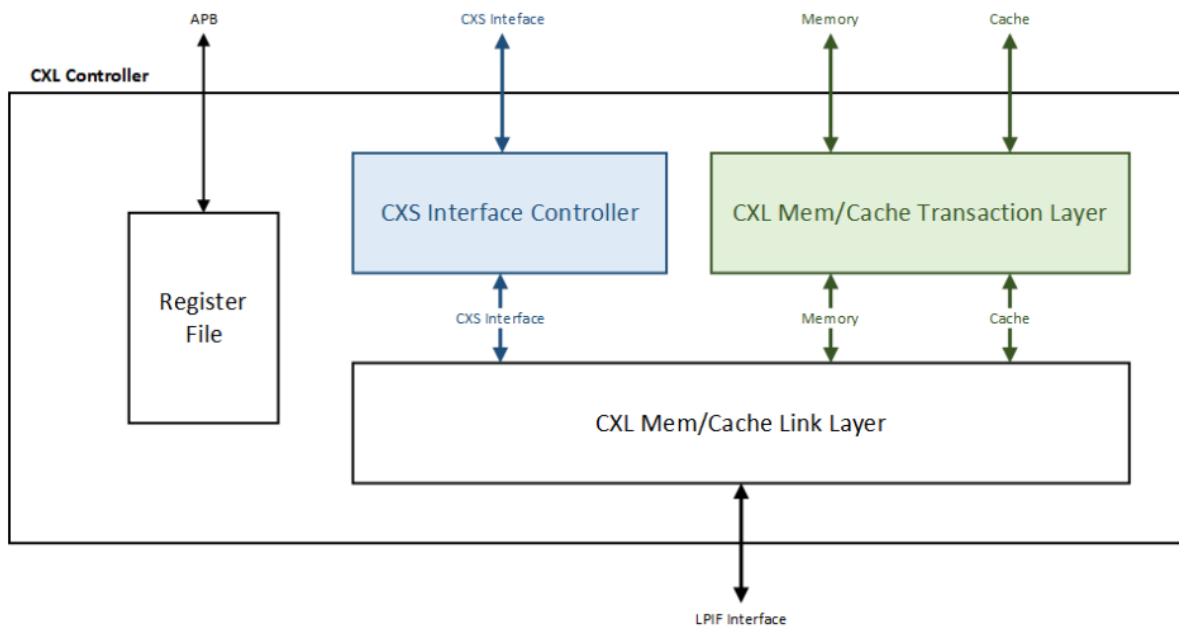 APB
CXS Inteface
Memory
Cache
CXL Controller
CXS Interface Controller
CXL Mem/Cache Transaction Layer
Register
File
CXS Interface
Memory
Cache
CXL Mem/Cache Link Layer
LPIF Interface